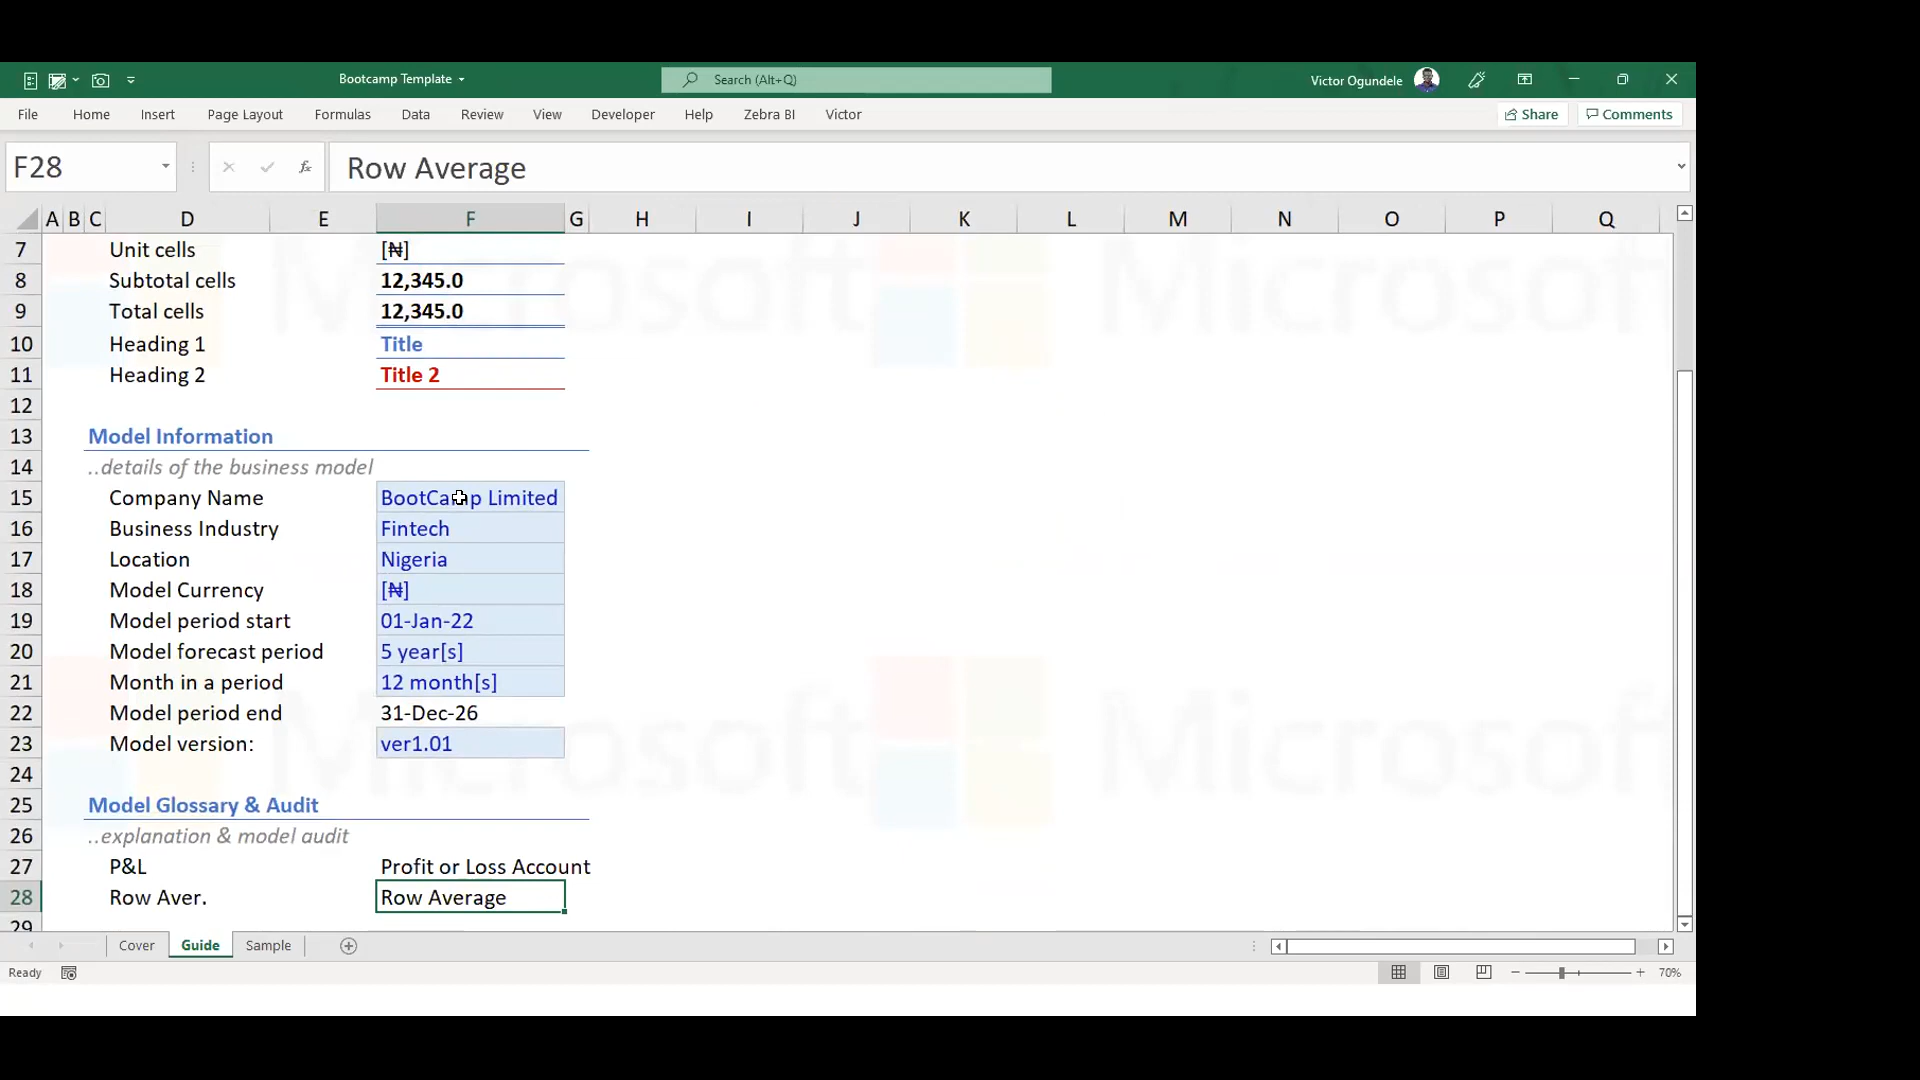 Bootcamp Template
Search (Alt+Q)
Victor Ogundele
File Home Insert Page Layout Formulas Data Review View Developer Help Zebra BI Victor Share Comments
F28 fx Row Average
A B C D E F G H I J K L M N O P Q
7 Unit cells [₦]
8 Subtotal cells 12,345.0
9 Total cells 12,345.0
10 Heading 1 Title
11 Heading 2 Title 2
12
13 Model Information
14 ..details of the business model
15 Company Name BootCamp Limited
16 Business Industry Fintech
17 Location Nigeria
18 Model Currency [₦]
19 Model period start 01-Jan-22
20 Model forecast period 5 year[s]
21 Month in a period 12 month[s]
22 Model period end 31-Dec-26
23 Model version: ver1.01
24
25 Model Glossary & Audit
26 ..explanation & model audit
27 P&L Profit or Loss Account
28 Row Aver. Row Average
29
Microsoft Microsoft
Microsoft Microsoft
Cover Guide Sample
Ready 70%